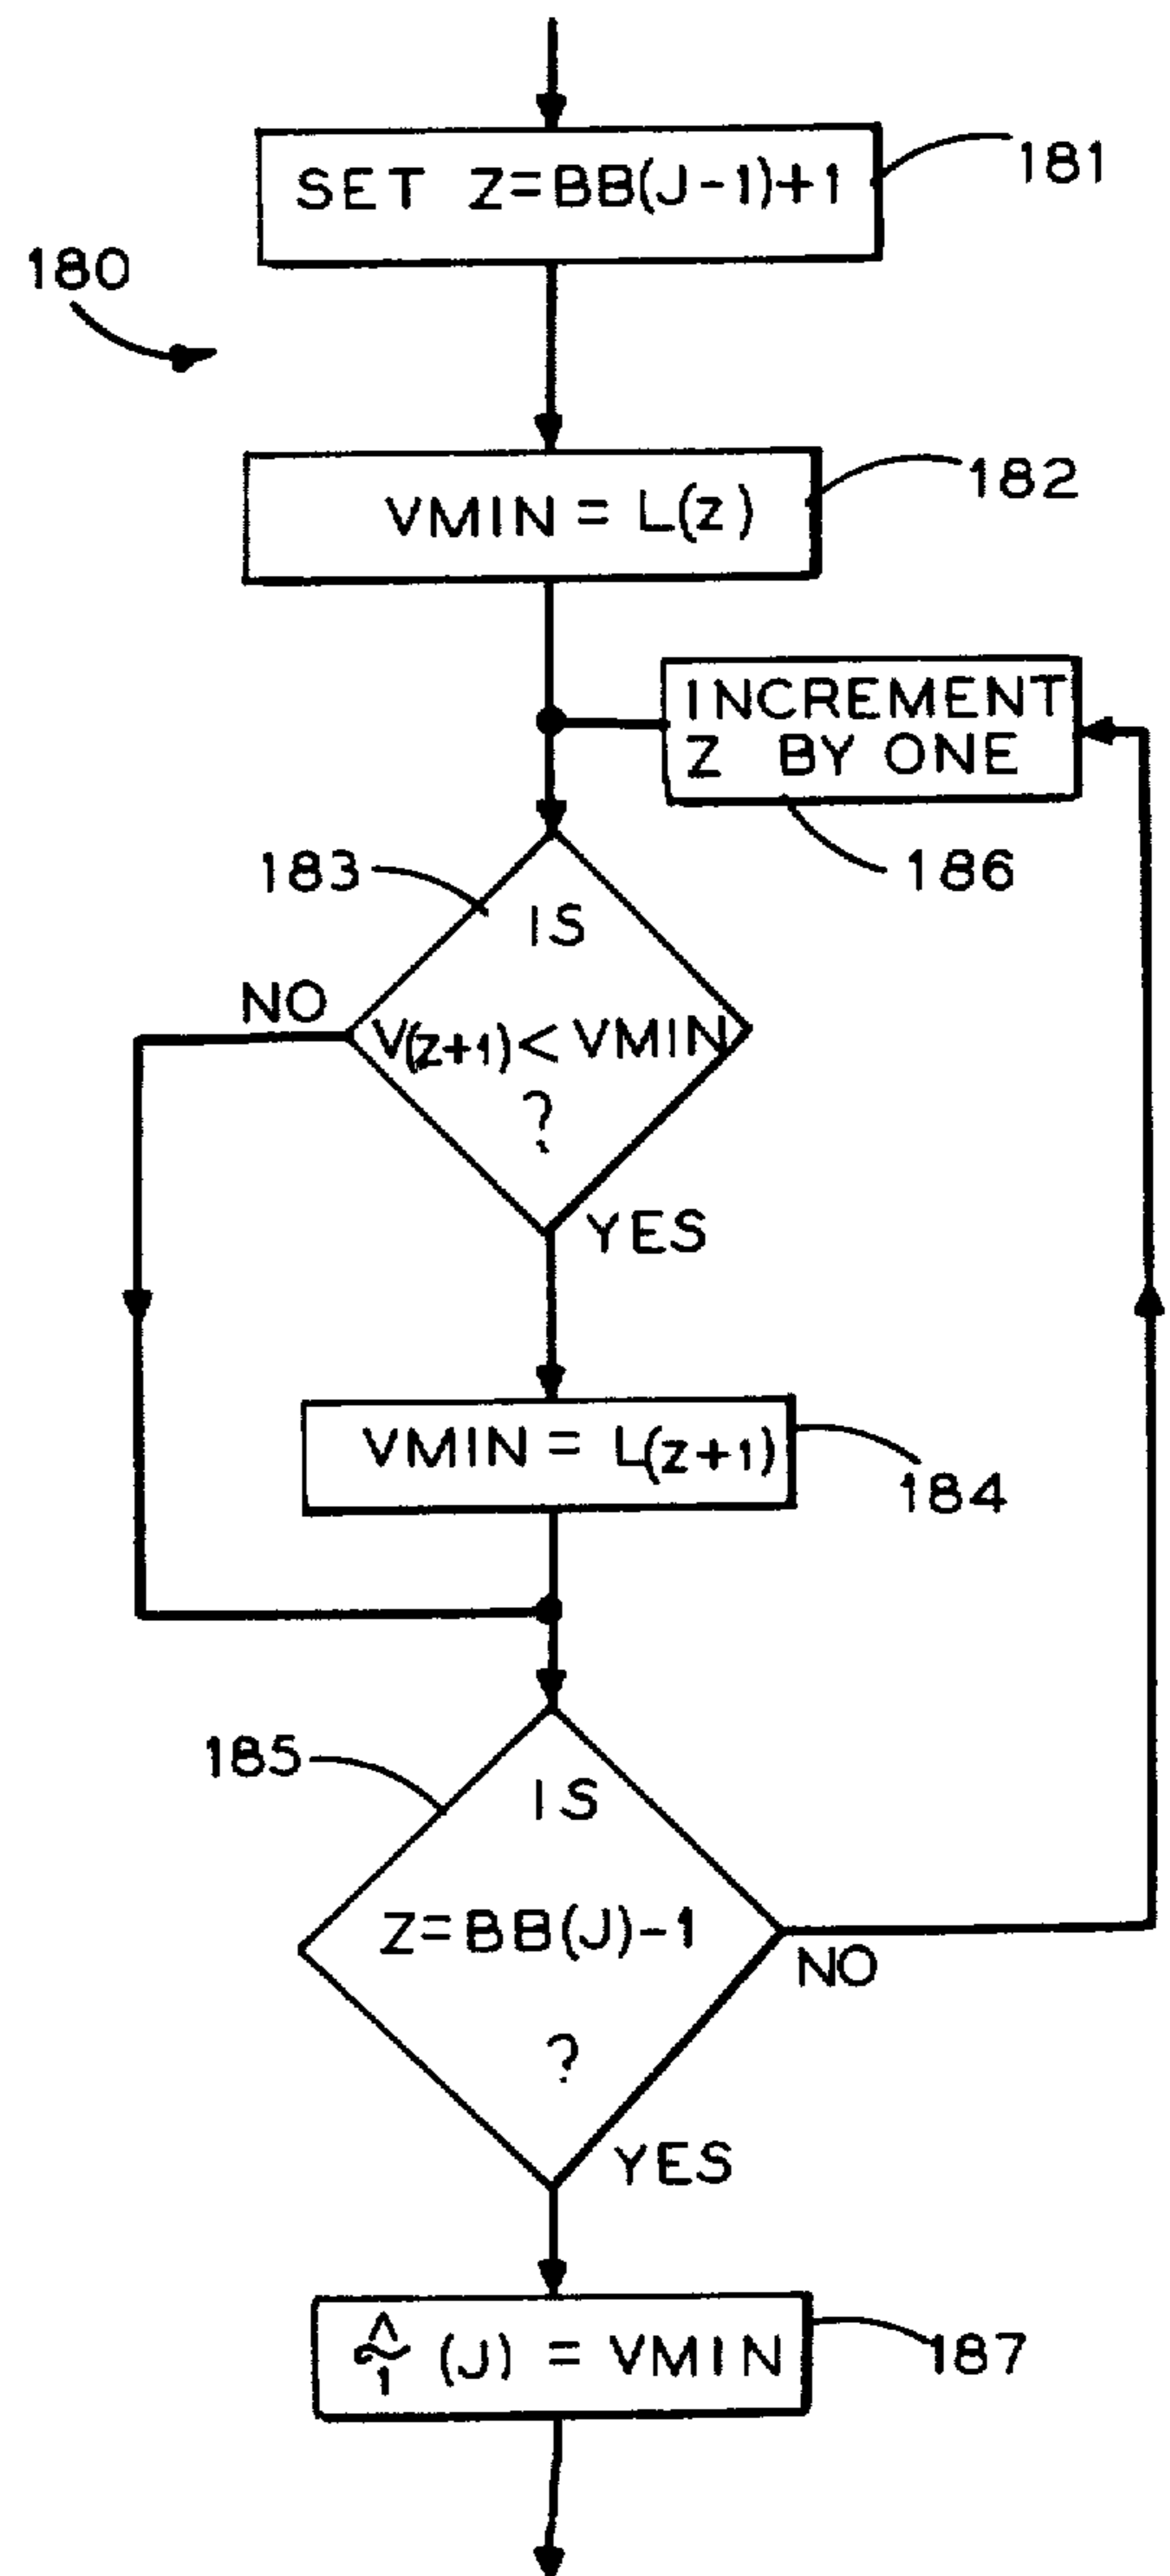 SET Z=BB(J-1)+1
181
180
VMIN = L(z)
182
INCREMENT
Z BY ONE
186
183
IS
V(z+1) < VMIN
?
NO
YES
VMIN = L(z+1)
184
185
IS
Z=BB(J)-1
?
NO
YES
(J) = VMIN
187